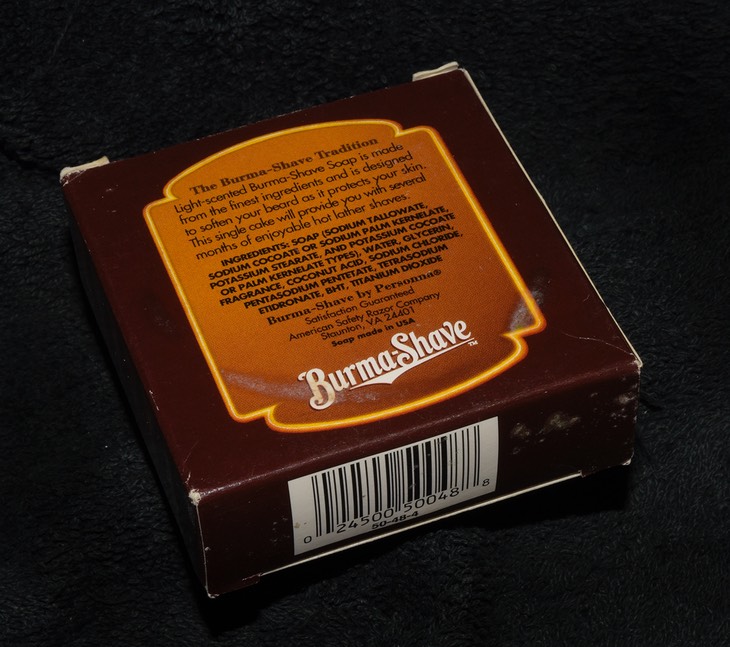 The Burma-Shave Tradition
Light-scented Burma-Shave Soap is made
from the finest ingredients and is designed
to soften your beard as it protects your skin.
This single cake will provide you with several
months of enjoyable hot lather shaves.
INGREDIENTS: SOAP (SODIUM TALLOWATE,
SODIUM COCOATE OR SODIUM PALM KERNELATE,
POTASSIUM STEARATE, AND POTASSIUM COCOATE
OR PALM KERNELATE TYPES), WATER, GLYCERIN,
FRAGRANCE, COCONUT ACID, SODIUM CHLORIDE,
PENTASODIUM PENTETATE, TETRASODIUM
ETIDRONATE, BHT, TITANIUM DIOXIDE
Burma-Shave by Personna®
Satisfaction Guaranteed
American Safety Razor Company
Staunton, VA 24401
Soap made in USA
Burma-Shave™
0 24500 50048 8
50-48-4